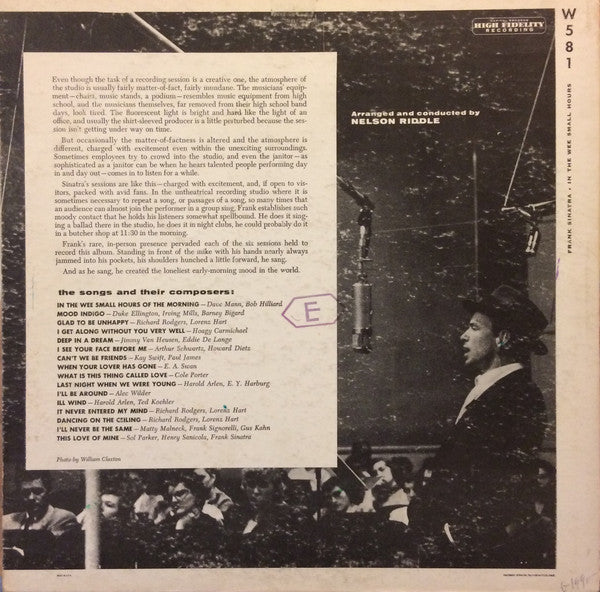 HIGH FIDELITY
RECORDING
W
5
8
1
FRANK SINATRA • IN THE WEE SMALL HOURS
Even though the task of a recording session is a creative one, the atmosphere of
the studio is usually fairly matter-of-fact, fairly mundane. The musicians' equip-
ment—chairs, music stands, a podium—resembles music equipment from high
school, and the musicians themselves, far removed from their high school band
days, look tired. The fluorescent light is bright and hard like the light of an
office, and usually the shirt-sleeved producer is a little pesturbed because the ses-
sion isn't getting under way on time.
But occasionally the matter-of-factness is altered and the atmosphere is
different, charged with excitement even within the unexciting surroundings.
Sometimes employees try to crowd into the studio, and even the janitor—as
sophisticated as a janitor can be when he hears talented people performing day
in and day out—comes in to listen for a while.
Sinatra's sessions are like this—charged with excitement, and, if open to vis-
itors, packed with avid fans. In the untheatrical recording studio where it is
sometimes necessary to repeat a song, or passages of a song, so many times that
an audience can almost join the performer in a group sing, Frank establishes such
moody contact that he holds his listeners somewhat spellbound. He does it sing-
ing a ballad there in the studio, he does it in night clubs, he could probably do it
in a butcher shop at 11:30 in the morning.
Frank's rare, in-person presence pervaded each of the six sessions held to
record this album. Standing in front of the mike with his hands nearly always
jammed into his pockets, his shoulders hunched a little forward, he sang.
And as he sang, he created the loneliest early-morning mood in the world.
Arranged and conducted by
NELSON RIDDLE
the songs and their composers:
IN THE WEE SMALL HOURS OF THE MORNING—Dave Mann, Bob Hilliard
MOOD INDIGO—Duke Ellington, Irving Mills, Barney Bigard
GLAD TO BE UNHAPPY—Richard Rodgers, Lorenz Hart
I GET ALONG WITHOUT YOU VERY WELL—Hoagy Carmichael
DEEP IN A DREAM—Jimmy Van Heusen, Eddie De Lange
I SEE YOUR FACE BEFORE ME—Arthur Schwartz, Howard Dietz
CAN'T WE BE FRIENDS—Kay Swift, Paul James
WHEN YOUR LOVER HAS GONE—E. A. Swan
WHAT IS THIS THING CALLED LOVE—Cole Porter
LAST NIGHT WHEN WE WERE YOUNG—Harold Arlen, E. Y. Harburg
I'LL BE AROUND—Alec Wilder
ILL WIND—Harold Arlen, Ted Koehler
IT NEVER ENTERED MY MIND—Richard Rodgers, Lorenz Hart
DANCING ON THE CEILING—Richard Rodgers, Lorenz Hart
I'LL NEVER BE THE SAME—Matty Malneck, Frank Signorelli, Gus Kahn
THIS LOVE OF MINE—Sol Parker, Henry Sanicola, Frank Sinatra
E
Photo by William Claxton